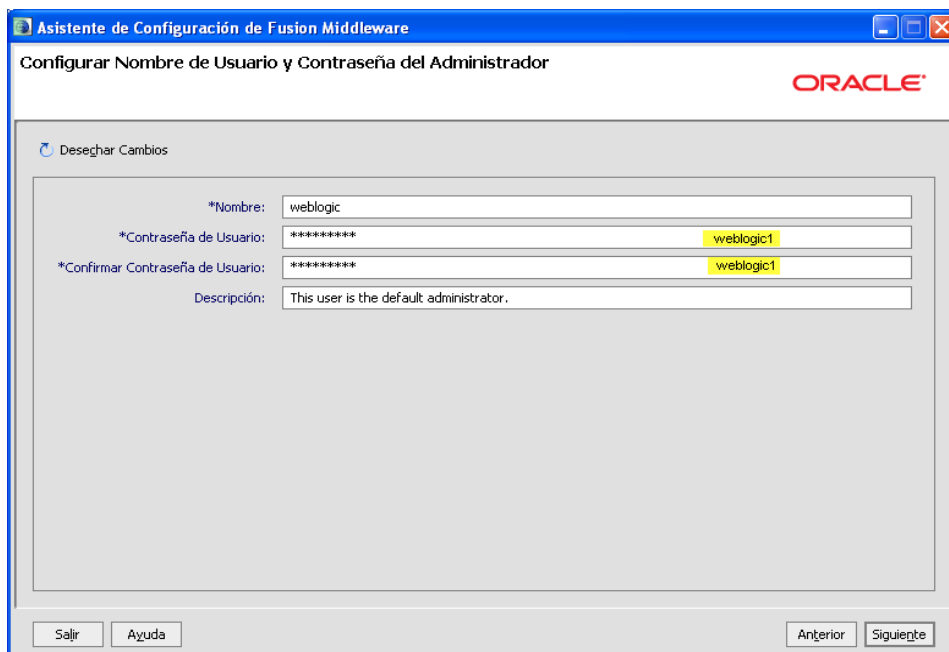 Asistente de Configuración de Fusion Middleware
Configurar Nombre de Usuario y Contraseña del Administrador
ORACLE
Desechar Cambios
*Nombre: weblogic
*Contraseña de Usuario: ********* weblogic1
*Confirmar Contraseña de Usuario: ********* weblogic1
Descripción: This user is the default administrator.
Salir Ayuda Anterior Siguiente